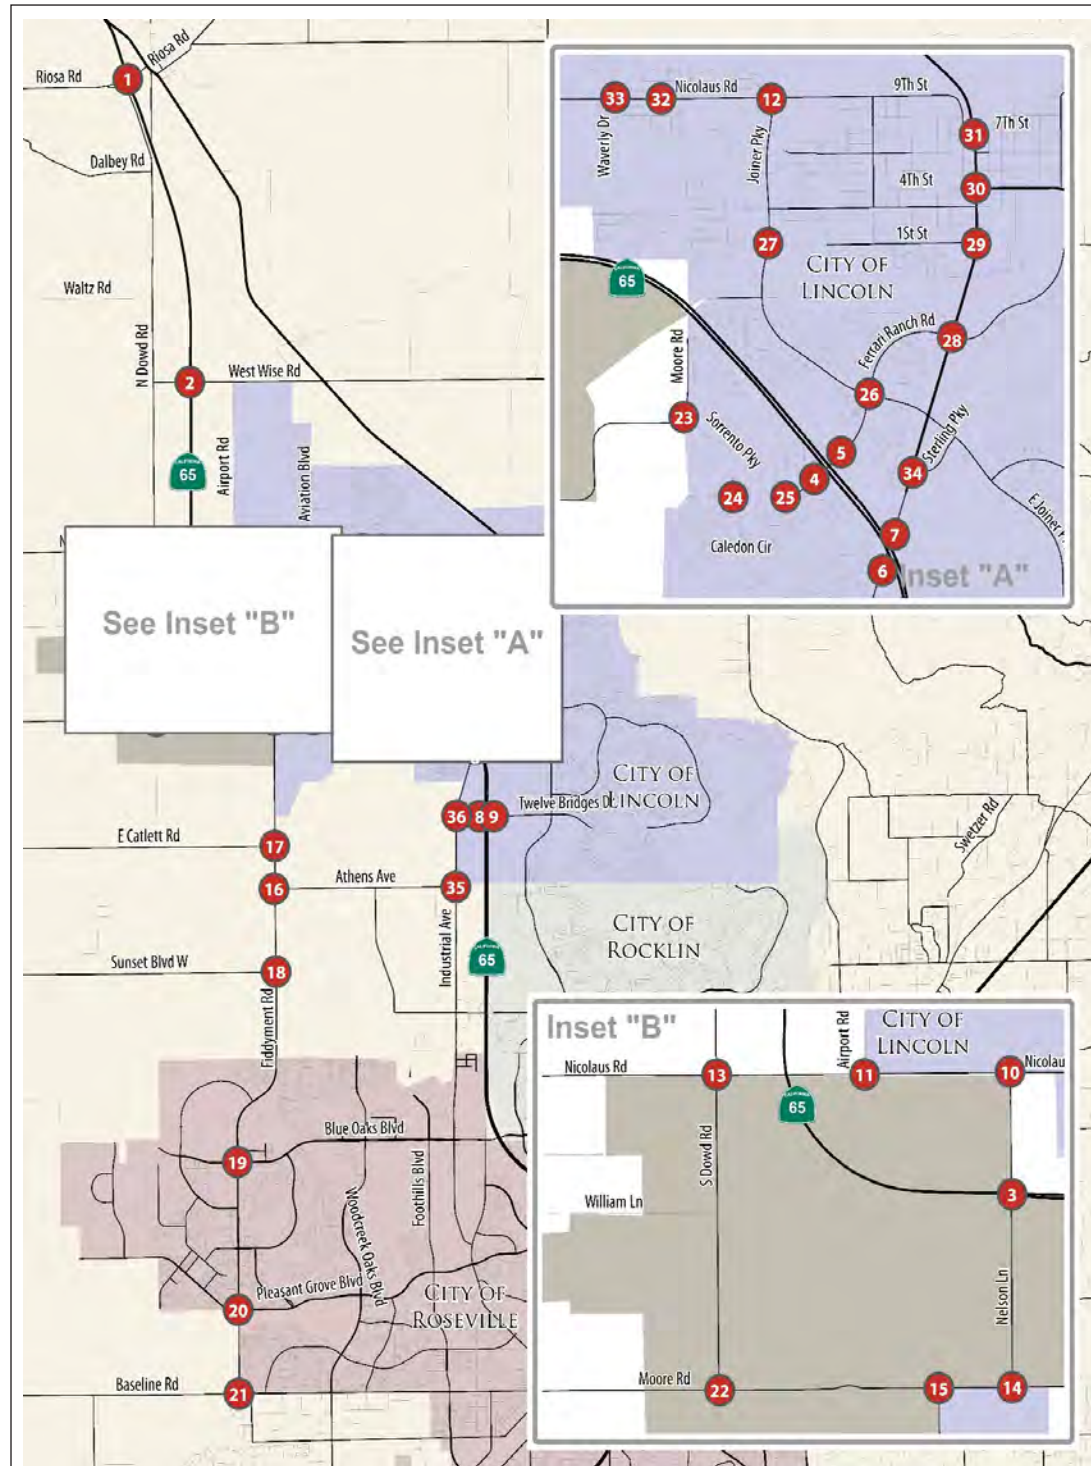 Riosa Rd
Riosa Rd
1
Dalbey Rd
Waltz Rd
N Dowd Rd
2
West Wise Rd
CALIFORNIA
65
Airport Rd
Aviation Blvd
N
See Inset "B"
See Inset "A"
33
32
Nicolaus Rd
12
9Th St
31
7Th St
Waverly Dr
Joiner Pky
4Th St
30
27
1St St
29
CITY OF
LINCOLN
CALIFORNIA
65
Ferrari Ranch Rd
28
Moore Rd
26
23
Sorrento Pky
5
Sterling Pky
4
34
24
25
E Joiner P
7
Caledon Cir
6
Inset "A"
CITY OF
LINCOLN
36
8
9
Twelve Bridges Dr
Swetzer Rd
E Catlett Rd
17
16
Athens Ave
35
Industrial Ave
CITY OF
ROCKLIN
CALIFORNIA
65
Sunset Blvd W
18
Fiddyment Rd
Blue Oaks Blvd
19
Woodcreek Oaks Blvd
Foothills Blvd
Pleasant Grove Blvd
20
CITY OF
ROSEVILLE
Baseline Rd
21
Inset "B"
Airport Rd
CITY OF
LINCOLN
Nicolaus Rd
13
11
10
Nicolau
CALIFORNIA
65
S Dowd Rd
3
William Ln
Nelson Ln
Moore Rd
22
15
14